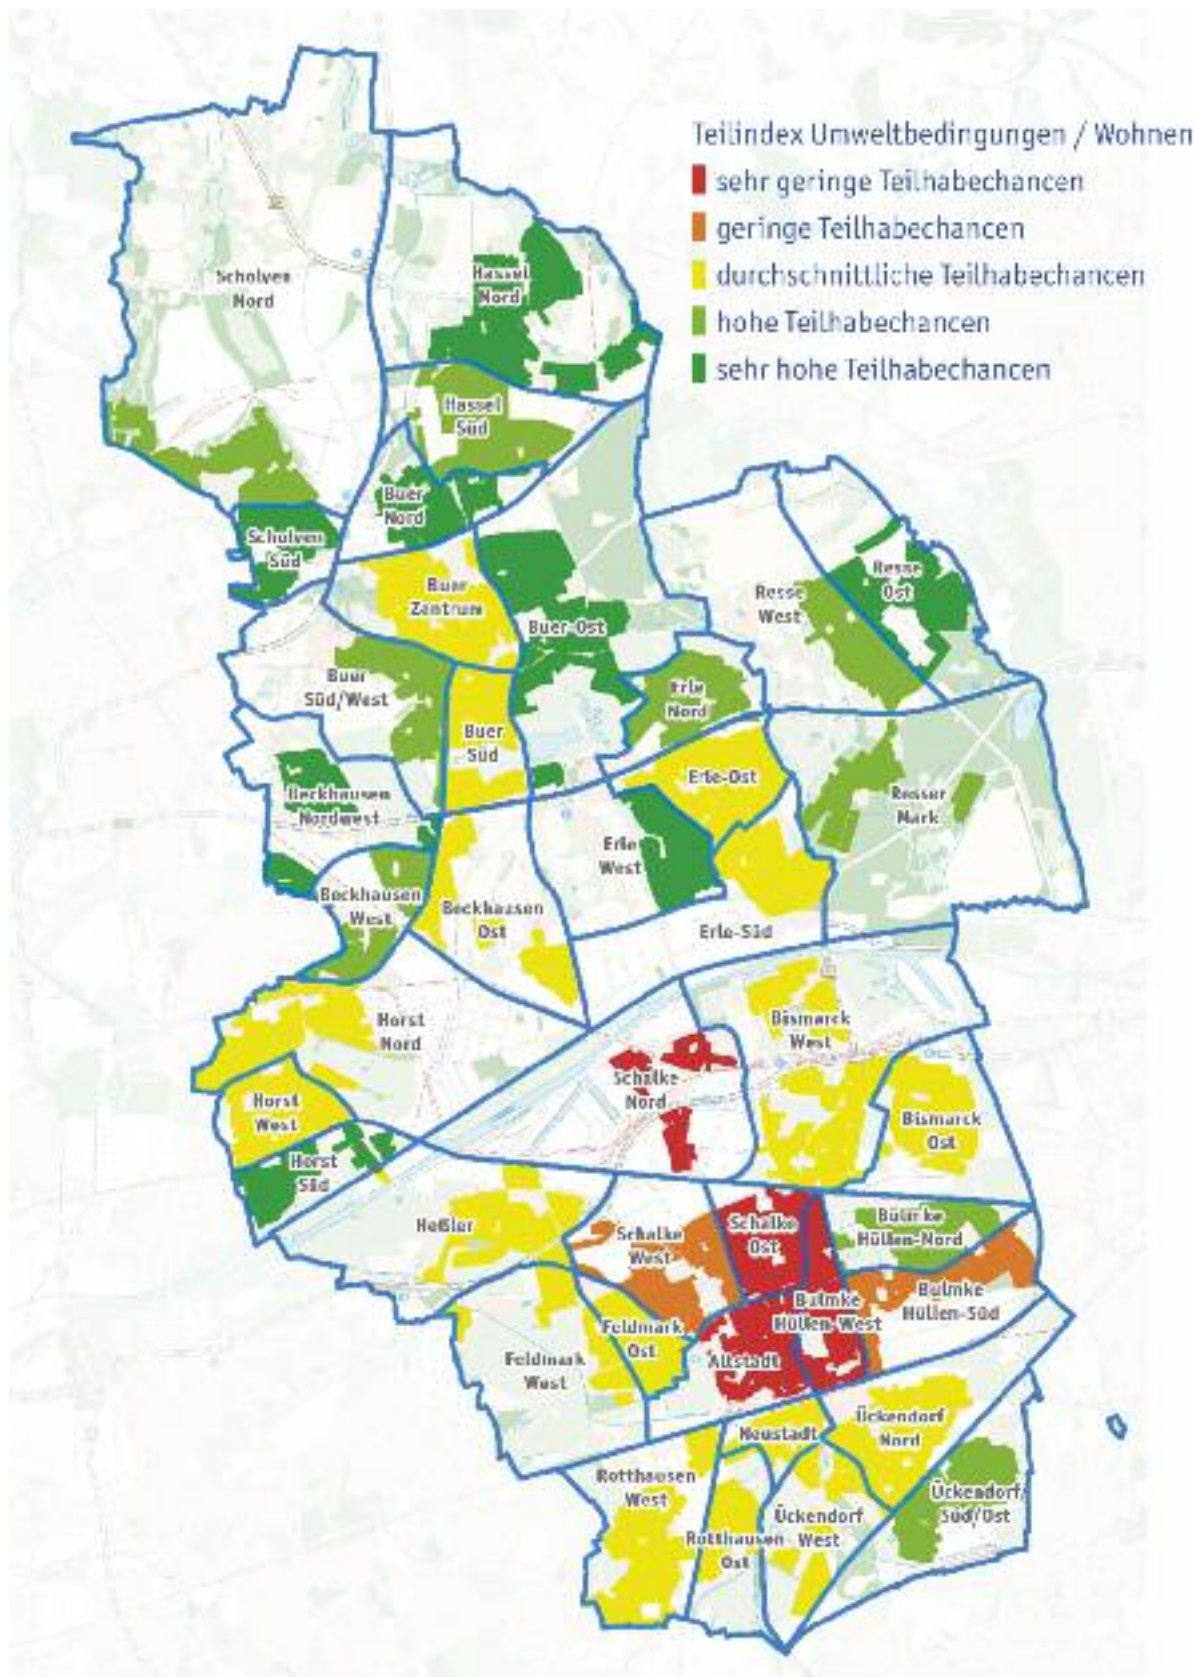 Teilindex Umweltbedingungen / Wohnen
sehr geringe Teilhabechancen
geringe Teilhabechancen
durchschnittliche Teilhabechancen
hohe Teilhabechancen
sehr hohe Teilhabechancen
Scholven
Nord
Hassel
Nord
Hassel
Süd
Buer
Nord
Scholven
Süd
Buer
Zentrum
Buer-Ost
Resse
West
Resse
Ost
Buer
Süd/West
Erle
Nord
Buer
Süd
Erle-Ost
Beckhausen
Nordwest
Resser
Mark
Erle
West
Beckhausen
West
Beckhausen
Ost
Erle-Süd
Horst
Nord
Bismarck
West
Schalke
Nord
Horst
West
Bismarck
Ost
Horst
Süd
Heßler
Schalke
West
Schalke
Ost
Bulmke
Hüllen-Nord
Bulmke
Hüllen-West
Bulmke
Hüllen-Süd
Feldmark
Ost
Altstadt
Feldmark
West
Neustadt
Ückendorf
Nord
Rotthausen
West
Ückendorf
Süd/Ost
Ückendorf
West
Rotthausen
Ost